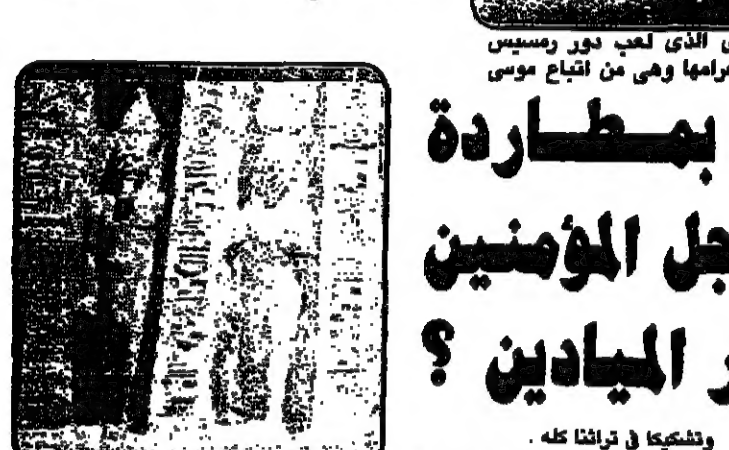 الذى لعب دور رمسيس
وهى من اتباع موسى
بمطاردة
المؤمنين
الميادين ؟
وتشكيكا فى تراثنا كله .